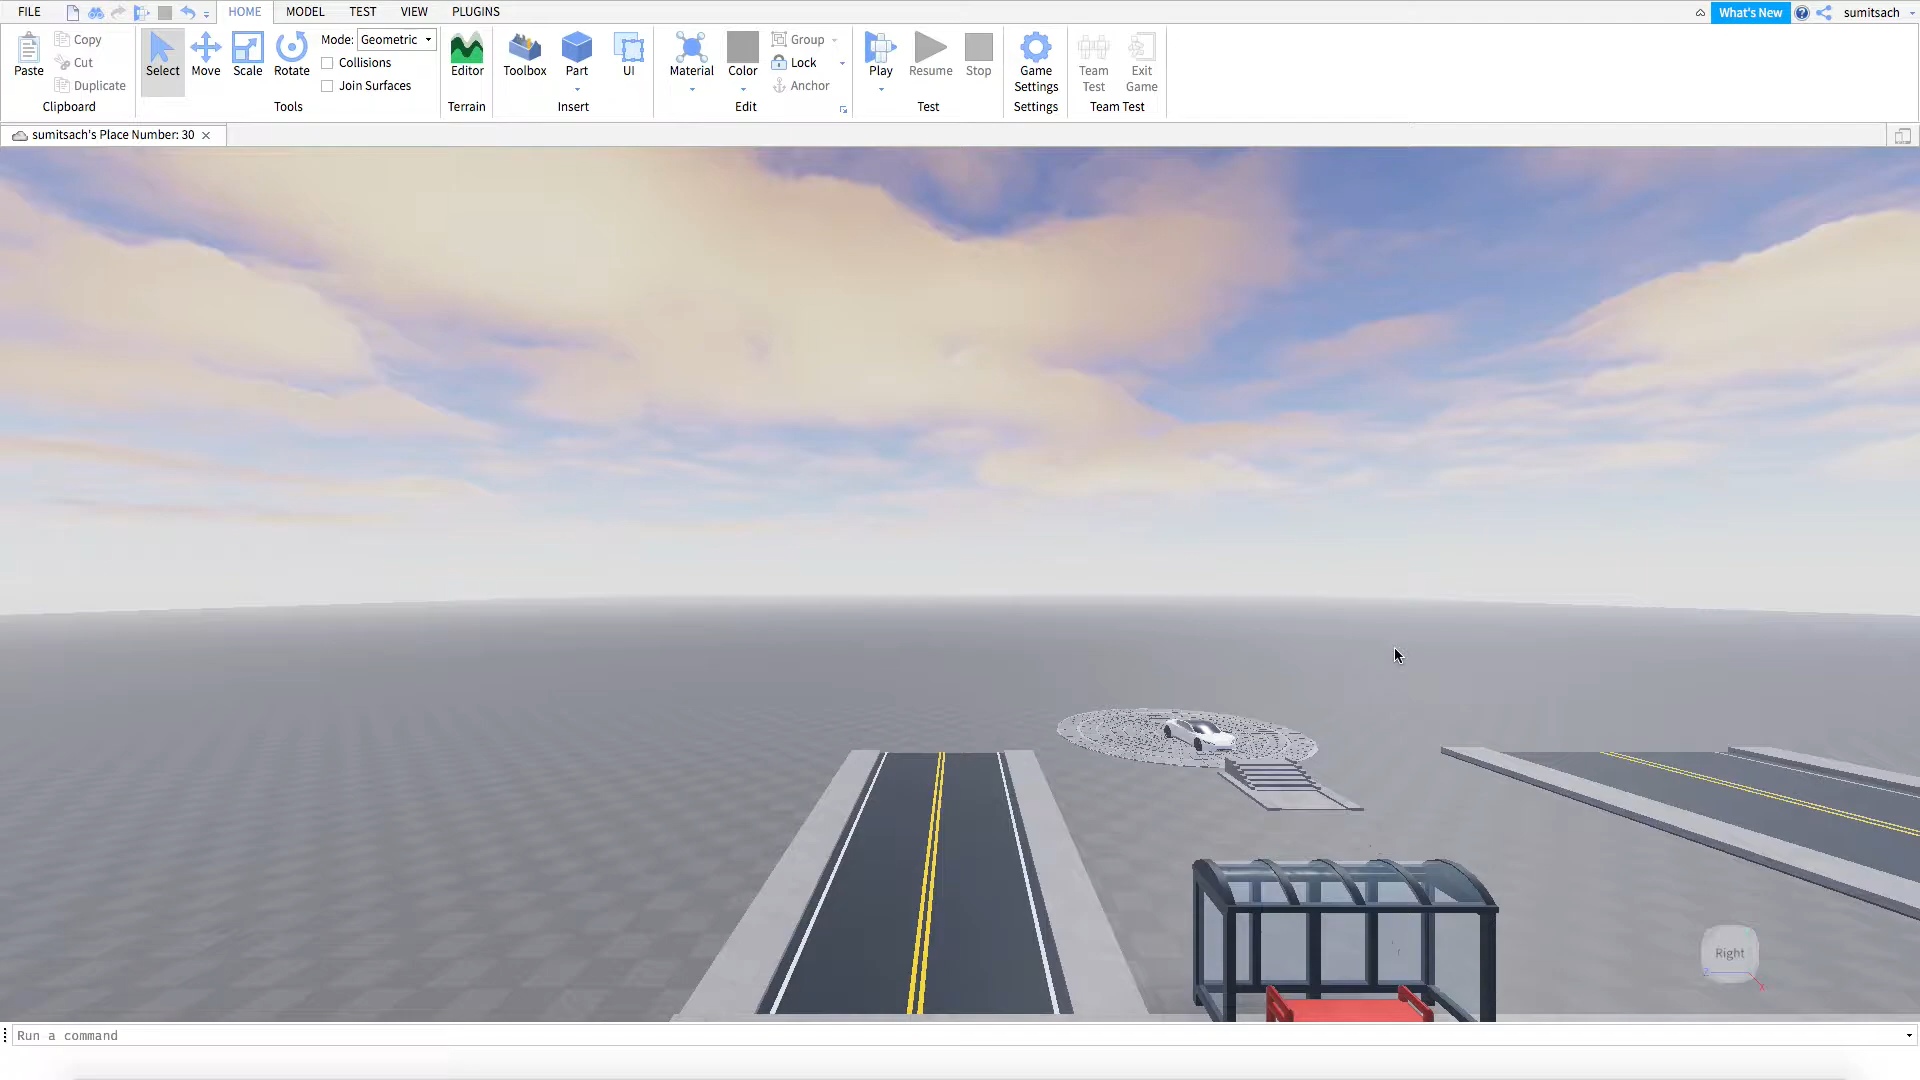 FILE HOME MODEL TEST VIEW PLUGINS What's New sumitsach
Paste Copy Cut Duplicate Clipboard
Select Move Scale Rotate Mode: Geometric Collisions Join Surfaces Tools
Editor Terrain
Toolbox Part UI Insert
Material Color Group Lock Anchor Edit
Play Resume Stop Test
Game Settings Settings
Team Test Exit Game Team Test
sumitsach's Place Number: 30
Right
Z X
Run a command